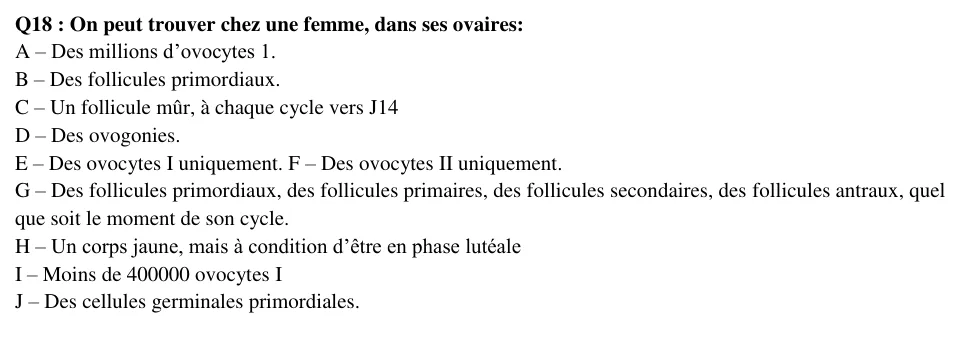 Q18 : On peut trouver chez une femme, dans ses ovaires:
A – Des millions d’ovocytes 1.
B – Des follicules primordiaux.
C – Un follicule mûr, à chaque cycle vers J14
D – Des ovogonies.
E – Des ovocytes I uniquement. F – Des ovocytes II uniquement.
G – Des follicules primordiaux, des follicules primaires, des follicules secondaires, des follicules antraux, quel
que soit le moment de son cycle.
H – Un corps jaune, mais à condition d’être en phase lutéale
I – Moins de 400000 ovocytes I
J – Des cellules germinales primordiales.